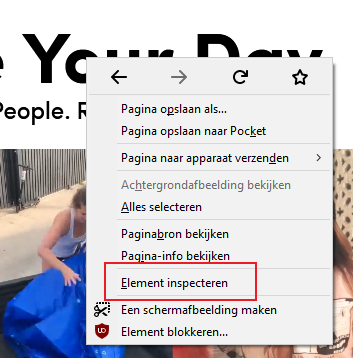 e Your Day
People. R
Pagina opslaan als...
Pagina opslaan naar Pocket
Pagina naar apparaat verzenden
Achtergrondafbeelding bekijken
Alles selecteren
Paginabron bekijken
Pagina-info bekijken
Element inspecteren
Een schermafbeelding maken
Element blokkeren...